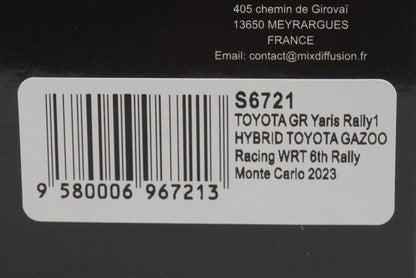 405 chemin de Girovaï
13650 MEYRARGUES
FRANCE
Email: contact@mixdiffusion.fr
S6721
TOYOTA GR Yaris Rally1
HYBRID TOYOTA GAZOO
Racing WRT 6th Rally
Monte Carlo 2023
9 580006 967213